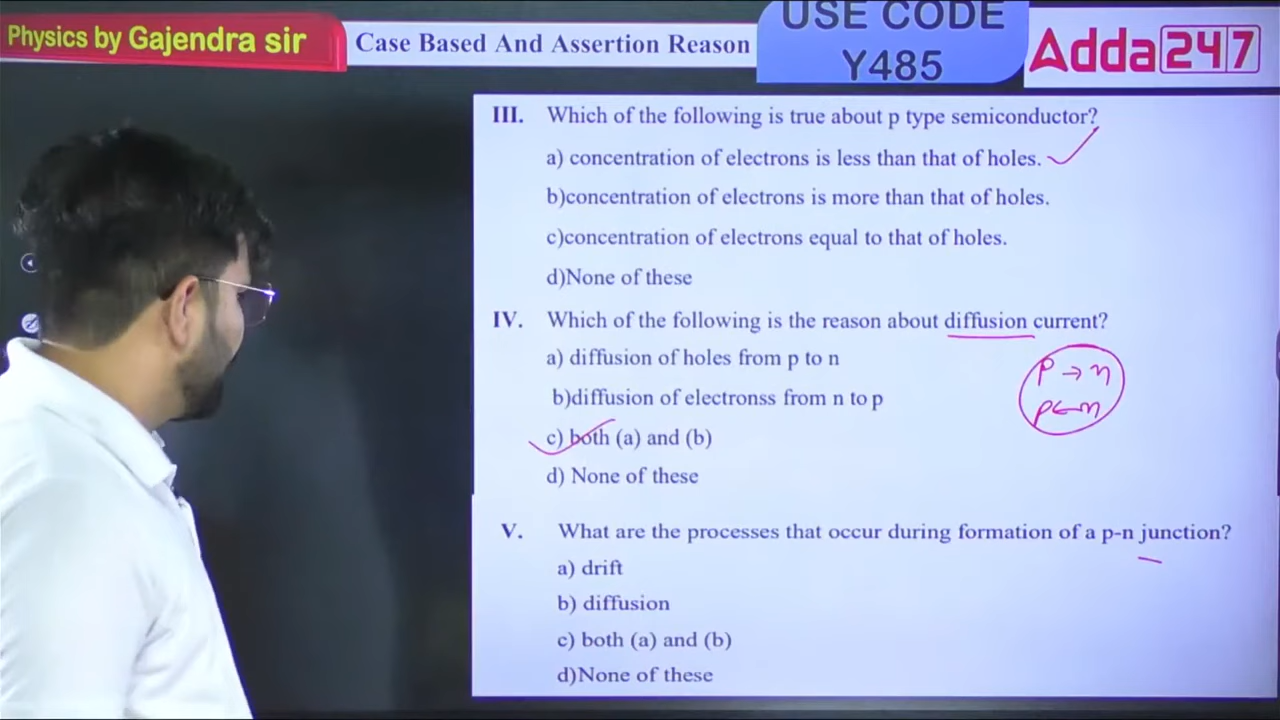 Physics by Gajendra sir
Case Based And Assertion Reason
USE CODE
Y485
Adda247
III. Which of the following is true about p type semiconductor?
a) concentration of electrons is less than that of holes.
b)concentration of electrons is more than that of holes.
c)concentration of electrons equal to that of holes.
d)None of these
IV. Which of the following is the reason about diffusion current?
a) diffusion of holes from p to n
b)diffusion of electronss from n to p
c) both (a) and (b)
d) None of these
P → n
P ← n
V. What are the processes that occur during formation of a p-n junction?
a) drift
b) diffusion
c) both (a) and (b)
d)None of these